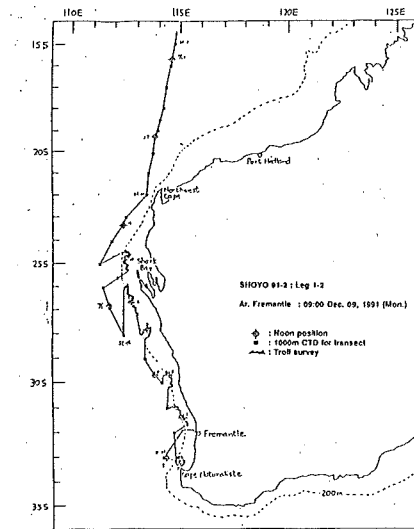 110E 115E 120E 125E
15S
20S
Port Hedland
Northwest
Cape
25S
Shark
Bay
SHOYO 91-2 ; Leg 1-2
Ar. Fremantle : 09:00 Dec. 09, 1991 (Mon.)
: Noon position
: 1000m CTD for transect
: Troll survey
30S
Fremantle
Cape Naturaliste
200m
35S